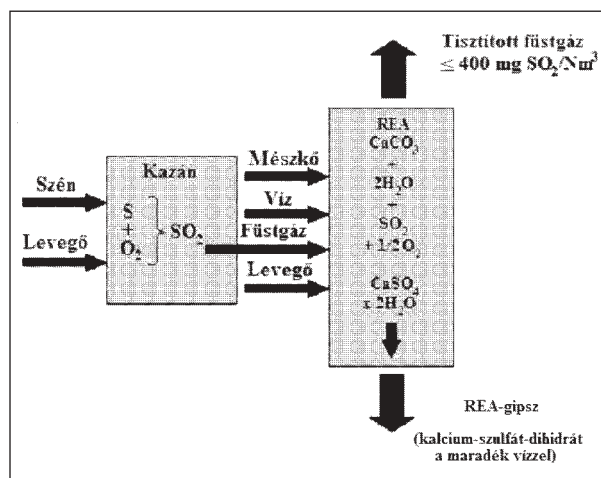 Tisztított füstgáz
≤ 400 mg SO₂/Nm³
Szén
Levegő
Kazán
S
+
O₂
SO₂
Mészkő
Víz
Füstgáz
Levegő
REA
CaCO₃
+
2H₂O
+
SO₂
+ 1/2O₂
CaSO₄
x 2H₂O
REA-gipsz
(kalcium-szulfát-dihidrát
a maradék vízzel)